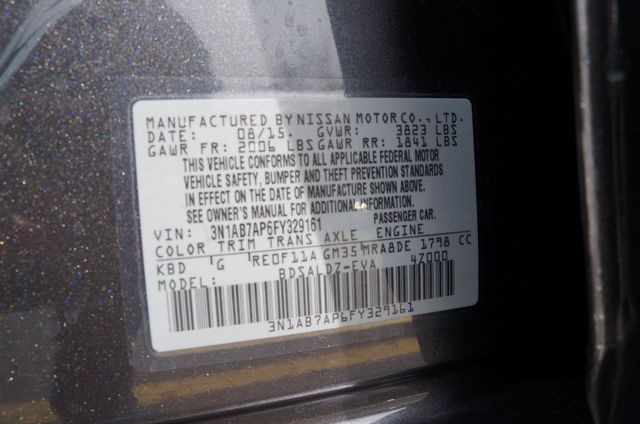 MANUFACTURED BY NISSAN MOTOR CO., LTD.
DATE: 08/15. GVWR: 3823 LBS
GAWR FR: 2006 LBS GAWR RR: 1841 LBS
THIS VEHICLE CONFORMS TO ALL APPLICABLE FEDERAL MOTOR
VEHICLE SAFETY, BUMPER AND THEFT PREVENTION STANDARDS
IN EFFECT ON THE DATE OF MANUFACTURE SHOWN ABOVE.
SEE OWNER'S MANUAL FOR ADDITIONAL INFORMATION.
VIN: 3N1AB7AP6FY329161 PASSENGER CAR.
COLOR TRIM TRANS AXLE ENGINE
KBD G RE0F11A GM35 MRA8DE 1798 CC
MODEL: BDSALDZ-EVA 47000
3N1AB7AP6FY329161